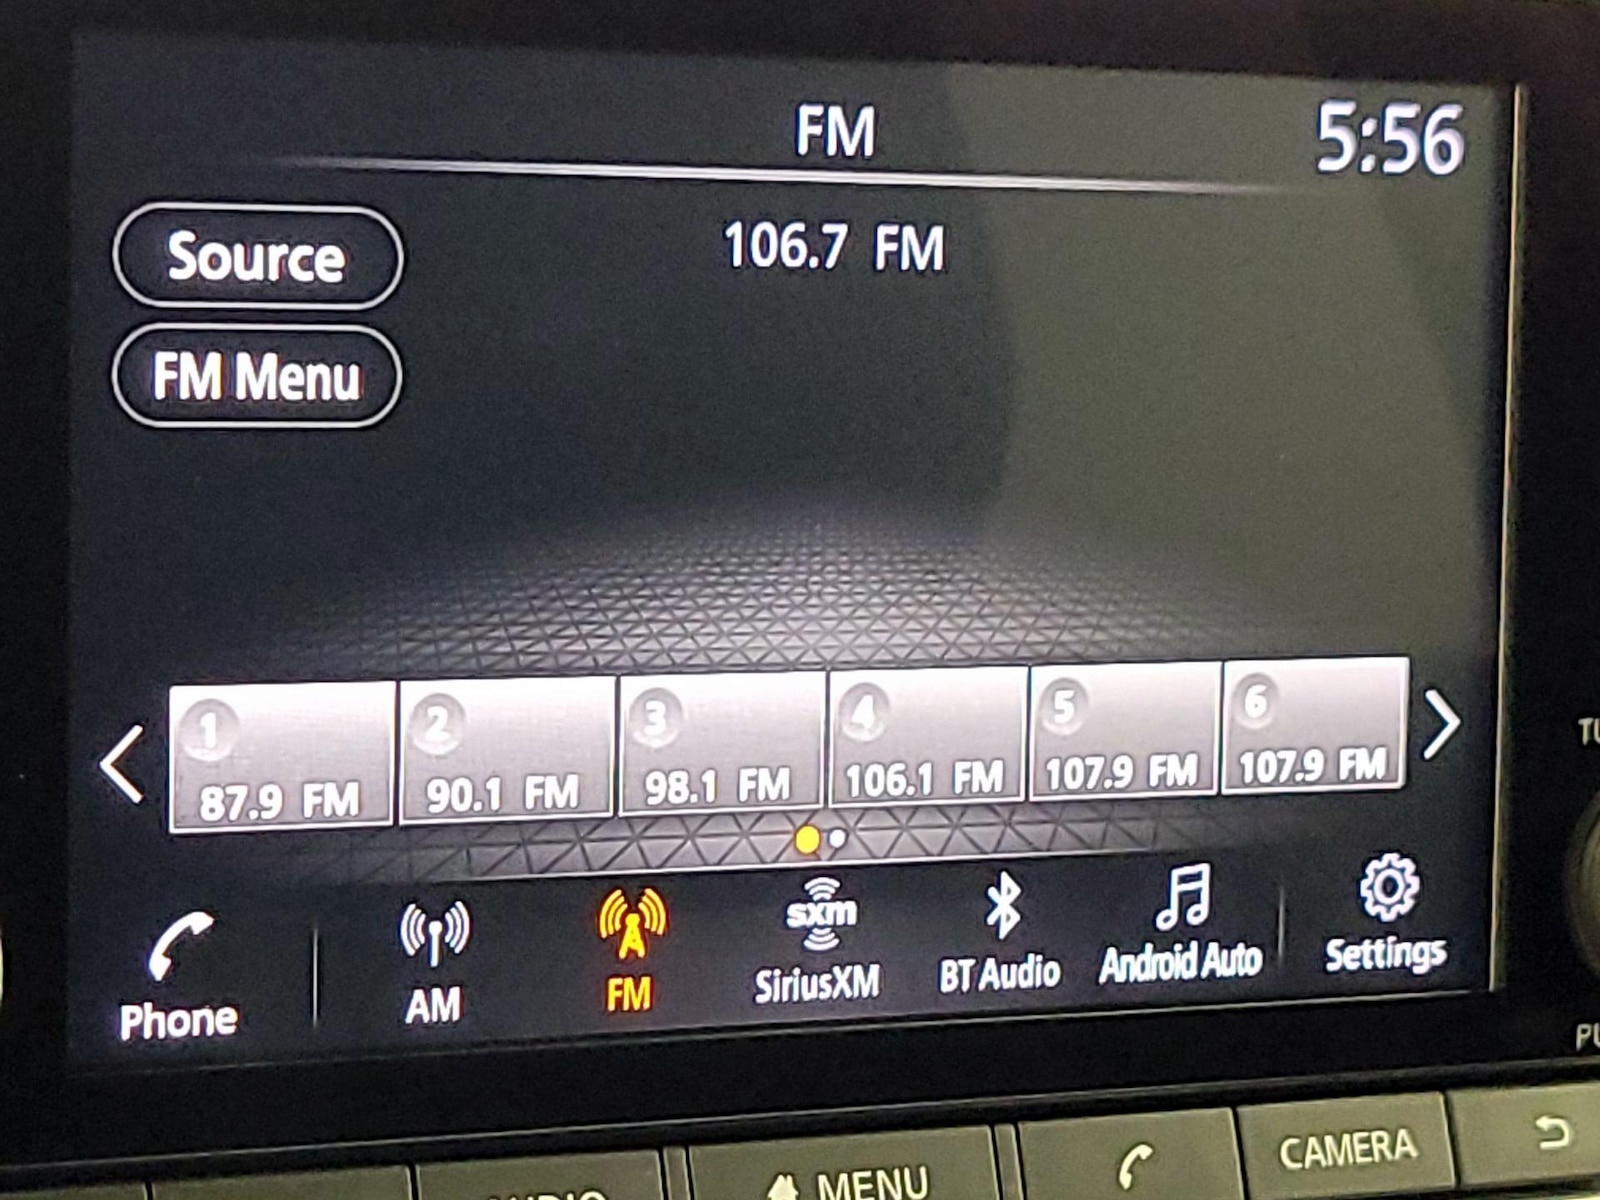 FM
5:56
Source
106.7 FM
FM Menu
1
2
3
4
5
6
87.9 FM
90.1 FM
98.1 FM
106.1 FM
107.9 FM
107.9 FM
sxm
Phone
AM
FM
SiriusXM
BT Audio
Android Auto
Settings
MENU
CAMERA